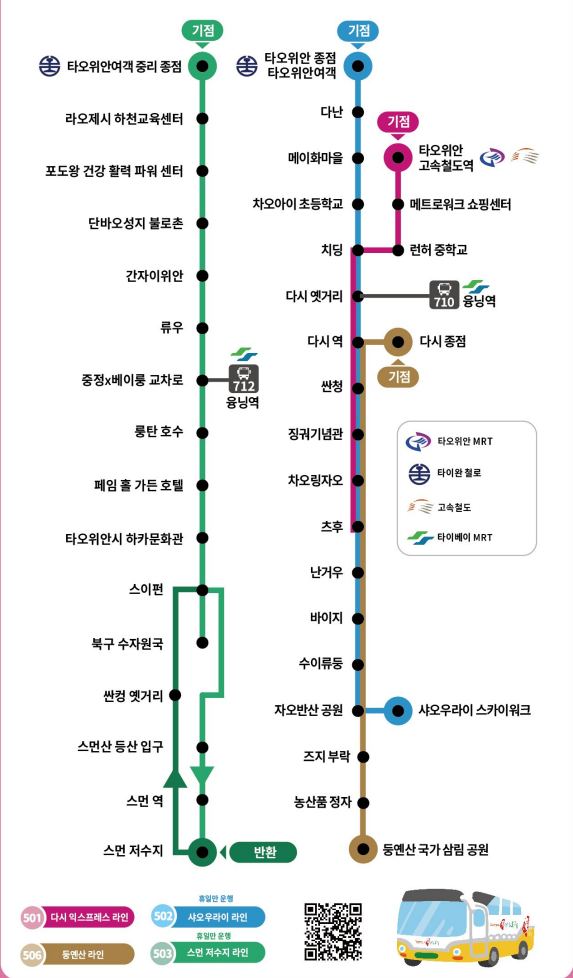 기점
타오위안여객 중리 종점
라오제시 하천교육센터
포도왕 건강 활력 파워 센터
단바오성지 불로촌
간자이위안
류우
중정x베이룽 교차로
712
융닝역
룽탄 호수
페임 홀 가든 호텔
타오위안시 하카문화관
스이펀
북구 수자원국
싼컹 옛거리
스먼산 등산 입구
스먼 역
스먼 저수지
반환
기점
타오위안 종점
타오위안여객
다난
메이화마을
차오아이 초등학교
치딩
다시 옛거리
다시 역
싼청
징궈기념관
차오링자오
츠후
난거우
바이지
수이류둥
자오반산 공원
즈지 부락
농산품 정자
둥옌산 국가 삼림 공원
기점
타오위안
고속철도역
메트로워크 쇼핑센터
런허 중학교
710
융닝역
다시 종점
기점
샤오우라이 스카이워크
타오위안 MRT
타이완 철로
고속철도
타이베이 MRT
501 다시 익스프레스 라인
휴일만 운행
502 샤오우라이 라인
506 둥옌산 라인
휴일만 운행
503 스먼 저수지 라인